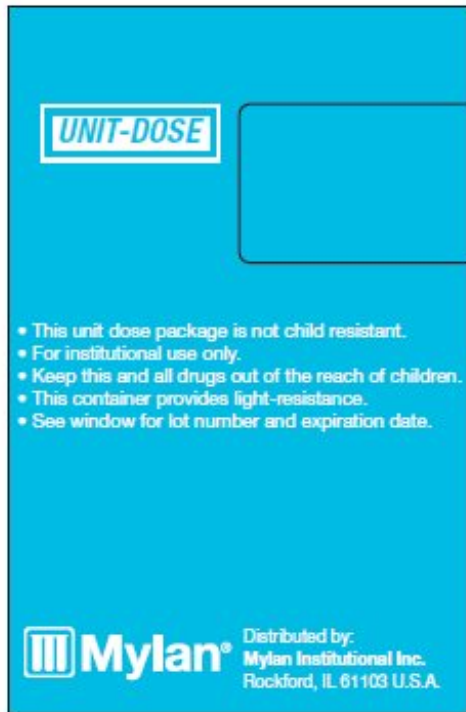 UNIT-DOSE
• This unit dose package is not child resistant.
• For institutional use only.
• Keep this and all drugs out of the reach of children.
• This container provides light-resistance.
• See window for lot number and expiration date.
Mylan®
Distributed by:
Mylan Institutional Inc.
Rockford, IL 61103 U.S.A.